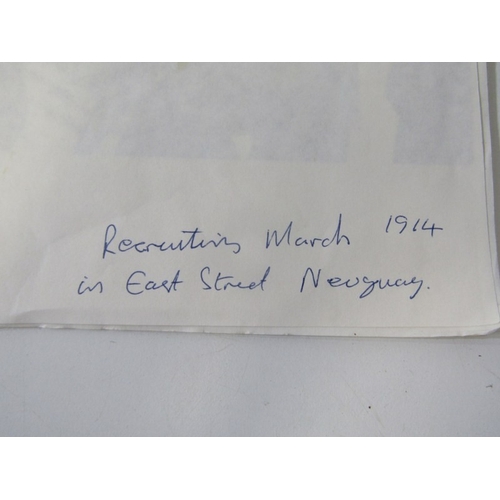 Recruiting March 1914
in East Street Newquay.